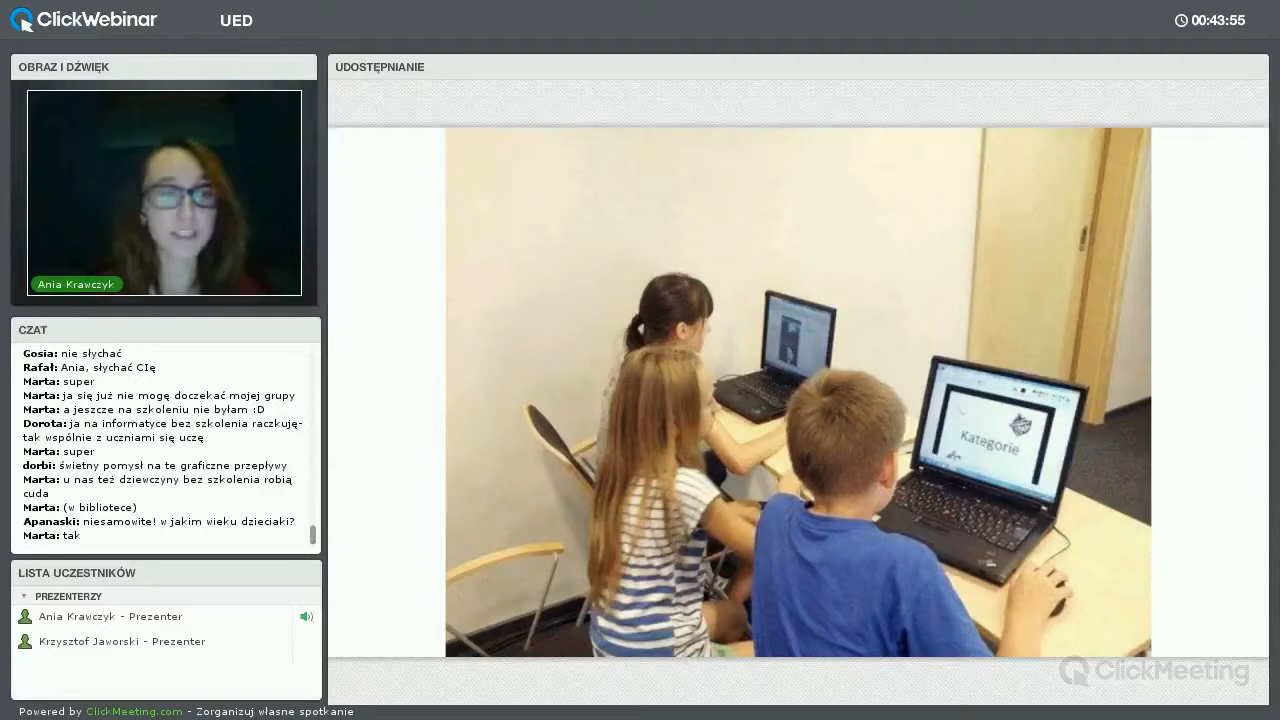 ClickWebinar
UED
00:43:55
OBRAZ I DŹWIĘK
Ania Krawczyk
CZAT
Gosia: nie słychać
Rafał: Ania, słychać CIę
Marta: super
Marta: ja się już nie mogę doczekać mojej grupy
Marta: a jeszcze na szkoleniu nie byłam :D
Dorota: ja na informatyce bez szkolenia raczkuję-
tak wspólnie z uczniami się uczę
Marta: super
dorbi: świetny pomysł na te graficzne przepływy
Marta: u nas też dziewczyny bez szkolenia robią
cuda
Marta: (w bibliotece)
Apanaski: niesamowite! w jakim wieku dzieciaki?
Marta: tak
LISTA UCZESTNIKÓW
PREZENTERZY
Ania Krawczyk - Prezenter
Krzysztof Jaworski - Prezenter
UDOSTĘPNIANIE
Kategorie
ClickMeeting
Powered by ClickMeeting.com - Zorganizuj własne spotkanie